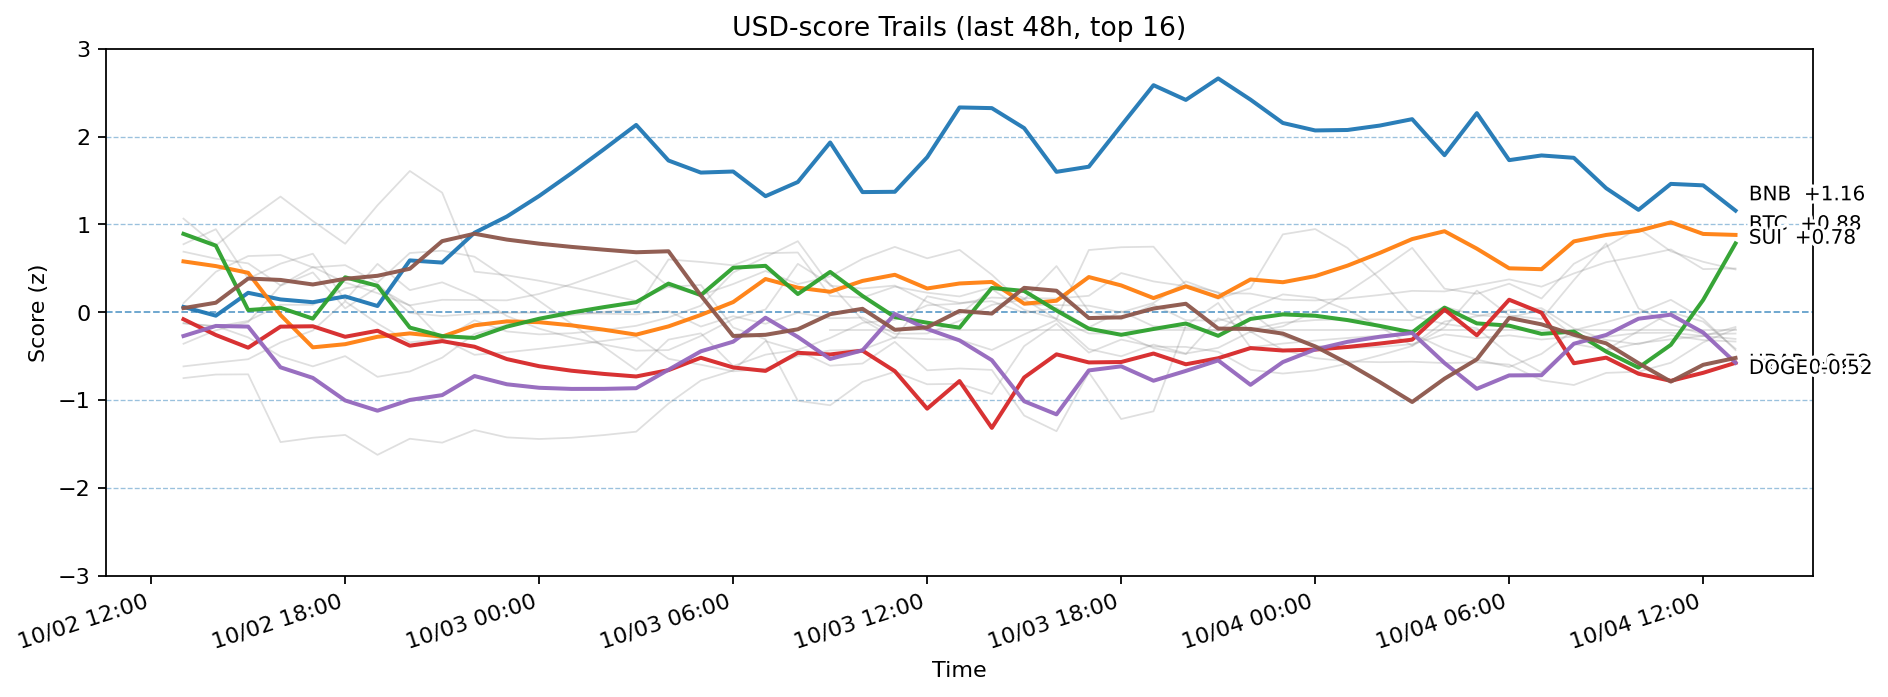 USD-score Trails (last 48h, top 16)
3
2
1
0
−1
−2
−3
Score (z)
BNB +1.16
BTC +0.88
SUI +0.78
10/02 12:00
10/02 18:00
10/03 00:00
10/03 06:00
10/03 12:00
10/03 18:00
10/04 00:00
10/04 06:00
10/04 12:00
Time